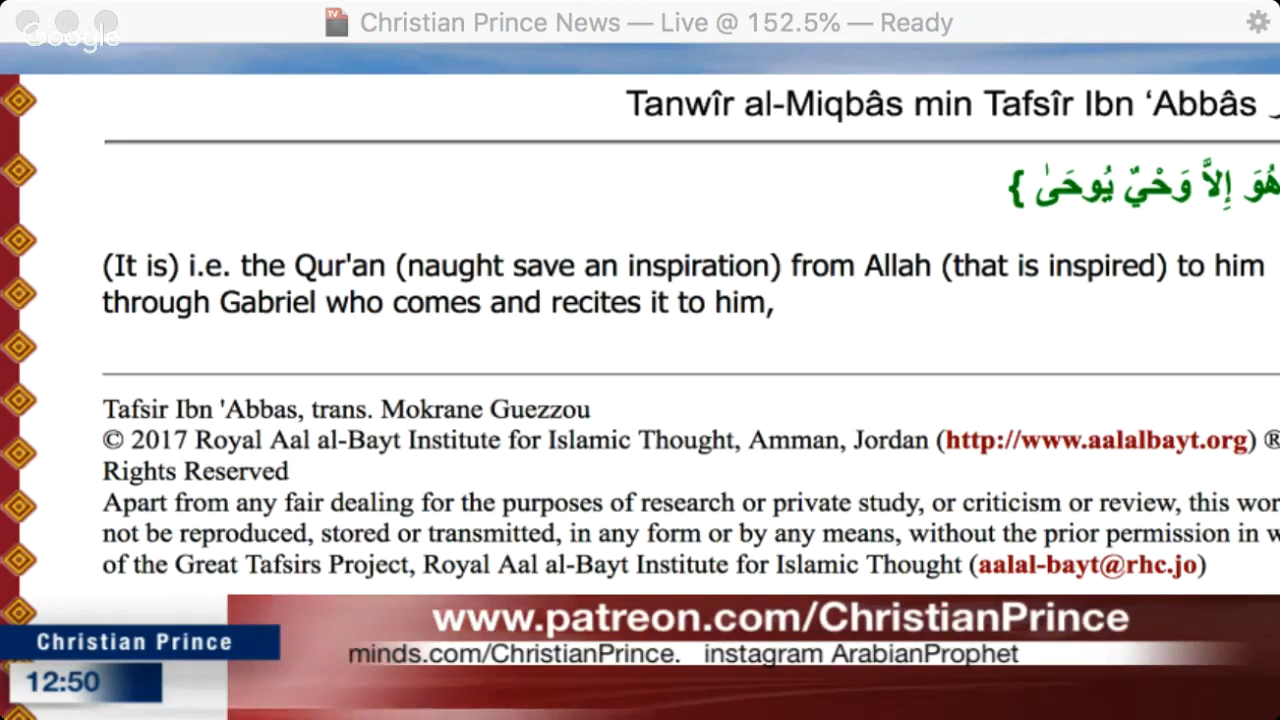 Google
Christian Prince News — Live @ 152.5% — Ready
Tanwîr al-Miqbâs min Tafsîr Ibn ‘Abbâs
هُوَ إِلاَّ وَحْيٌ يُوحَىٰ }
(It is) i.e. the Qur'an (naught save an inspiration) from Allah (that is inspired) to him
through Gabriel who comes and recites it to him,
Tafsir Ibn 'Abbas, trans. Mokrane Guezzou
© 2017 Royal Aal al-Bayt Institute for Islamic Thought, Amman, Jordan (http://www.aalalbayt.org) ®
Rights Reserved
Apart from any fair dealing for the purposes of research or private study, or criticism or review, this wor
not be reproduced, stored or transmitted, in any form or by any means, without the prior permission in w
of the Great Tafsirs Project, Royal Aal al-Bayt Institute for Islamic Thought (aalal-bayt@rhc.jo)
www.patreon.com/ChristianPrince
Christian Prince
minds.com/ChristianPrince. instagram ArabianProphet
12:50